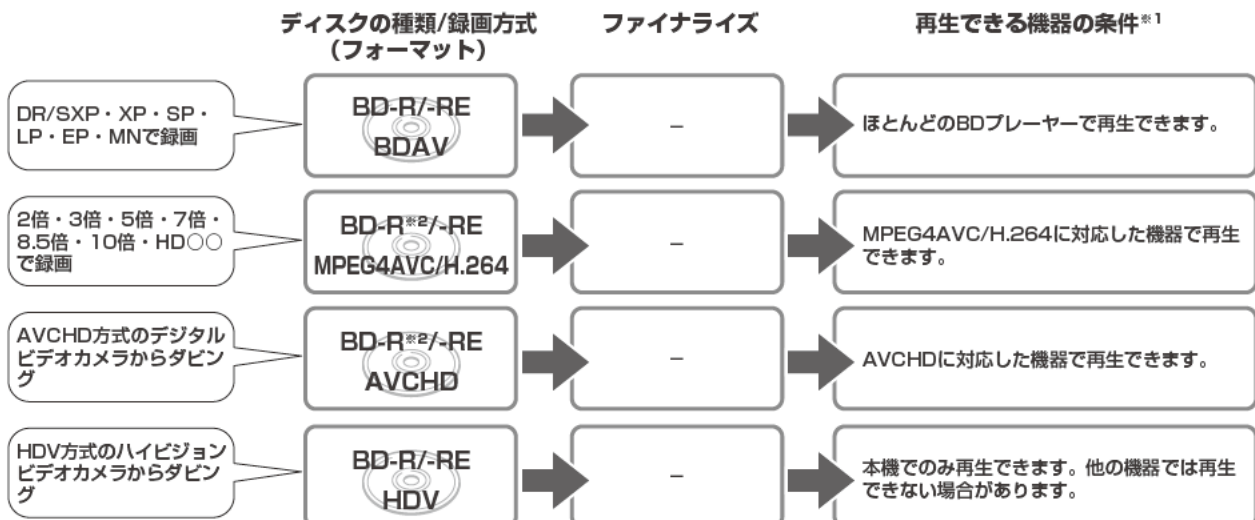 ディスクの種類/録画方式
（フォーマット）
ファイナライズ
再生できる機器の条件※1
DR/SXP・XP・SP・
LP・EP・MNで録画
BD-R/-RE
BDAV
–
ほとんどのBDプレーヤーで再生できます。
2倍・3倍・5倍・7倍・
8.5倍・10倍・HD○○
で録画
BD-R※2/-RE
MPEG4AVC/H.264
–
MPEG4AVC/H.264に対応した機器で再生
できます。
AVCHD方式のデジタル
ビデオカメラからダビン
グ
BD-R※2/-RE
AVCHD
–
AVCHDに対応した機器で再生できます。
HDV方式のハイビジョン
ビデオカメラからダビン
グ
BD-R/-RE
HDV
–
本機でのみ再生できます。他の機器では再生
できない場合があります。